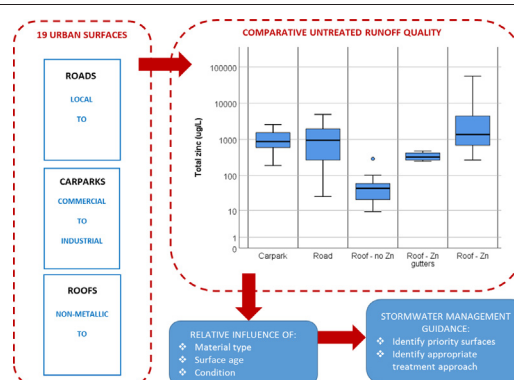 19 URBAN SURFACES
ROADS
LOCAL
TO
CARPARKS
COMMERCIAL
TO
INDUSTRIAL
ROOFS
NON-METALLIC
TO
COMPARATIVE UNTREATED RUNOFF QUALITY
Total zinc (ug/L)
100000
10000
1000
100
10
1
0
Carpark
Road
Roof - no Zn
Roof - Zn
gutters
Roof - Zn
RELATIVE INFLUENCE OF:
❖ Material type
❖ Surface age
❖ Condition
STORMWATER MANAGEMENT
GUIDANCE:
❖ Identify priority surfaces
❖ Identify appropriate
treatment approach